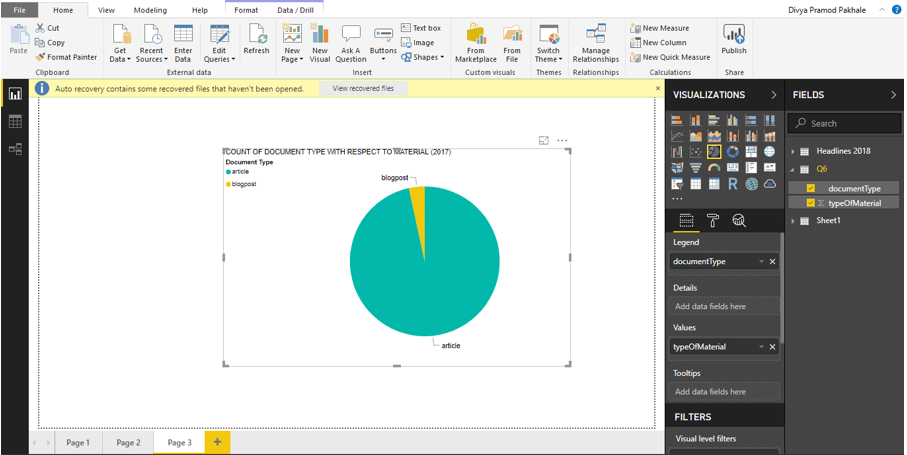 File
Home
View
Modeling
Help
Format
Data / Drill
Divya Pramod Pakhale
Paste
Cut
Copy
Format Painter
Clipboard
Get Data
Recent Sources
Enter Data
Edit Queries
Refresh
External data
New Page
New Visual
Ask A Question
Buttons
Text box
Image
Shapes
Insert
From Marketplace
From File
Custom visuals
Switch Theme
Themes
Manage Relationships
Relationships
New Measure
New Column
New Quick Measure
Calculations
Publish
Share
Auto recovery contains some recovered files that haven't been opened.
View recovered files
COUNT OF DOCUMENT TYPE WITH RESPECT TO MATERIAL (2017)
Document Type
article
blogpost
blogpost
article
Page 1
Page 2
Page 3
VISUALIZATIONS
R
Legend
documentType
Details
Add data fields here
Values
typeOfMaterial
Tooltips
Add data fields here
FILTERS
Visual level filters
FIELDS
Search
Headlines 2018
Q6
documentType
Σ typeOfMaterial
Sheet1